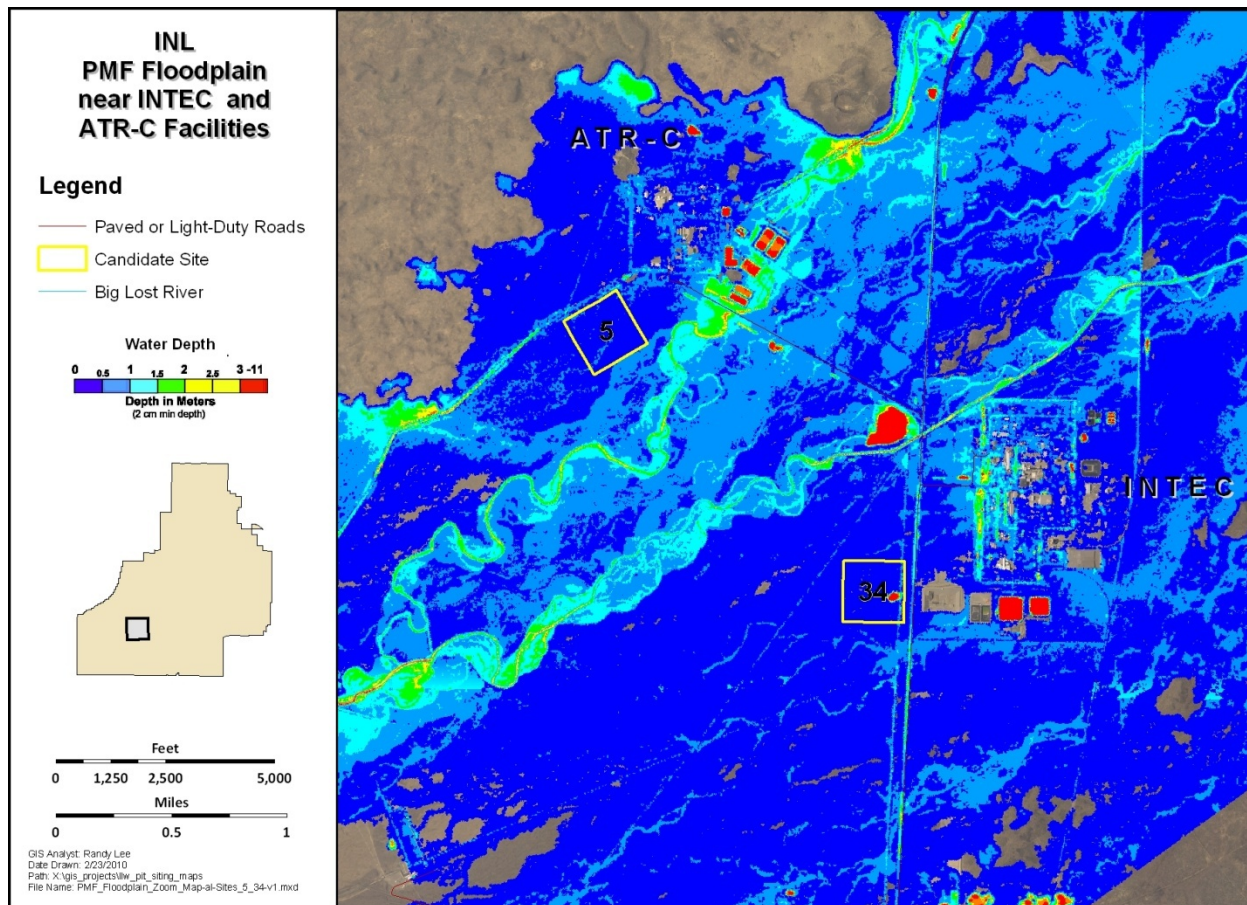 INL
PMF Floodplain
near INTEC and
ATR-C Facilities
Legend
Paved or Light-Duty Roads
Candidate Site
Big Lost River
Water Depth
0 0.5 1 1.5 2 2.5 3 -11
Depth in Meters
(2 cm min depth)
Feet
0 1,250 2,500 5,000
Miles
0 0.5 1
GIS Analyst: Randy Lee
Date Drawn: 2/23/2010
Path: X:\gis_projects\llw_pit_siting_maps
File Name: PMF_Floodplain_Zoom_Map-al-Sites_5_34-v1.mxd
ATR-C
5
INTEC
34